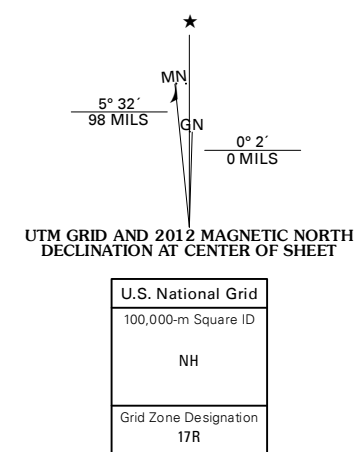 ★
MN
5° 32´
98 MILS
GN
0° 2´
0 MILS
UTM GRID AND 2012 MAGNETIC NORTH
DECLINATION AT CENTER OF SHEET
U.S. National Grid
100,000-m Square ID
NH
Grid Zone Designation
17R